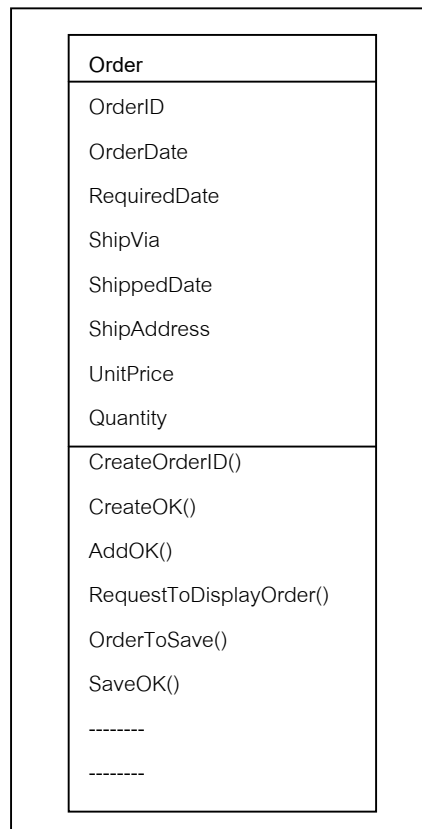 Order
OrderID
OrderDate
RequiredDate
ShipVia
ShippedDate
ShipAddress
UnitPrice
Quantity
CreateOrderID()
CreateOK()
AddOK()
RequestToDisplayOrder()
OrderToSave()
SaveOK()
--------
--------